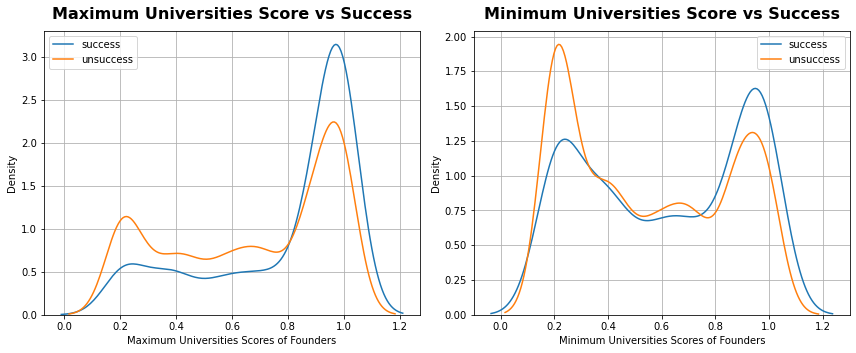 Maximum Universities Score vs Success
success
unsuccess
Density
3.0
2.5
2.0
1.5
1.0
0.5
0.0
0.0 0.2 0.4 0.6 0.8 1.0 1.2
Maximum Universities Scores of Founders
Minimum Universities Score vs Success
success
unsuccess
Density
2.00
1.75
1.50
1.25
1.00
0.75
0.50
0.25
0.00
0.0 0.2 0.4 0.6 0.8 1.0 1.2
Minimum Universities Scores of Founders